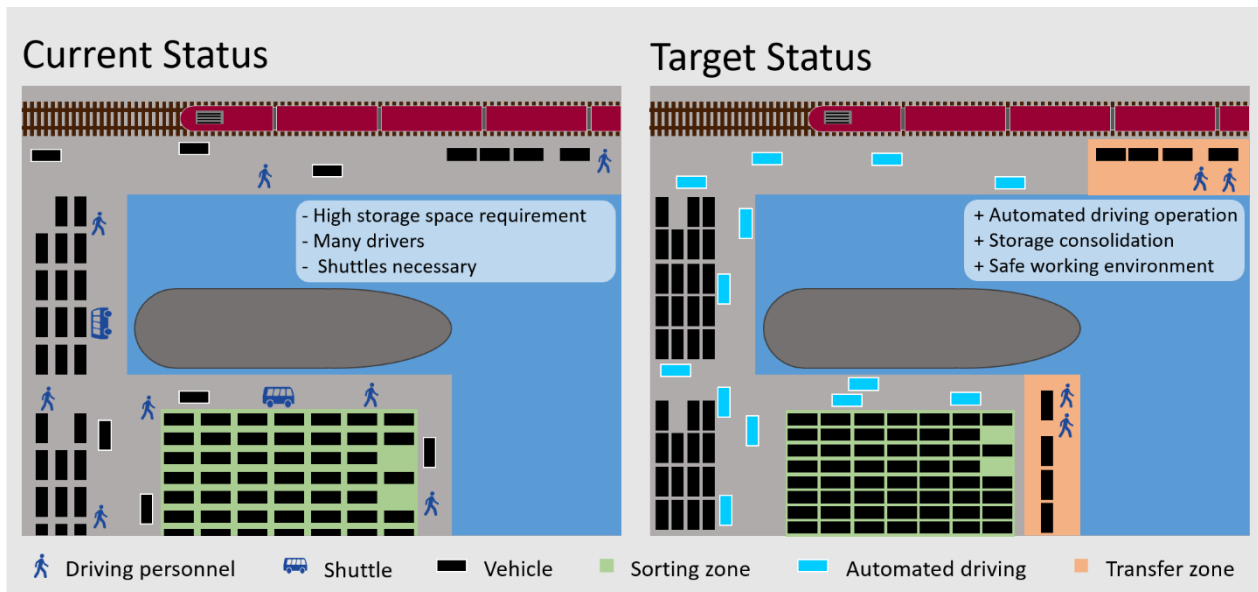 Current Status
- High storage space requirement
- Many drivers
- Shuttles necessary
Target Status
+ Automated driving operation
+ Storage consolidation
+ Safe working environment
Driving personnel
Shuttle
Vehicle
Sorting zone
Automated driving
Transfer zone